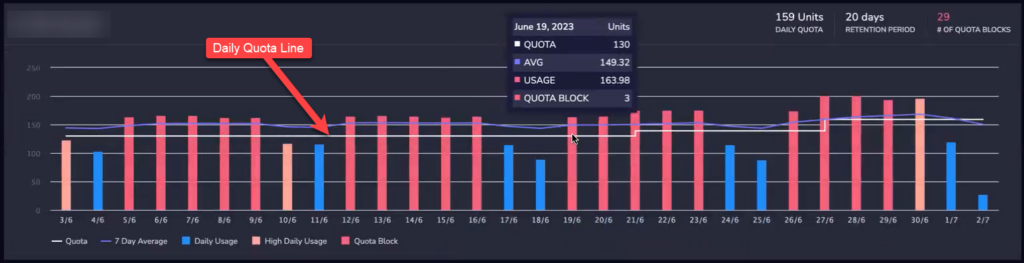 June 19, 2023 Units
QUOTA 130
AVG 149.32
USAGE 163.98
QUOTA BLOCK 3
159 Units
DAILY QUOTA
20 days
RETENTION PERIOD
29
# OF QUOTA BLOCKS
Daily Quota Line
250
200
150
100
50
0
3/6 4/6 5/6 6/6 7/6 8/6 9/6 10/6 11/6 12/6 13/6 14/6 15/6 16/6 17/6 18/6 19/6 20/6 21/6 22/6 23/6 24/6 25/6 26/6 27/6 28/6 29/6 30/6 1/7 2/7
Quota 7 Day Average Daily Usage High Daily Usage Quota Block